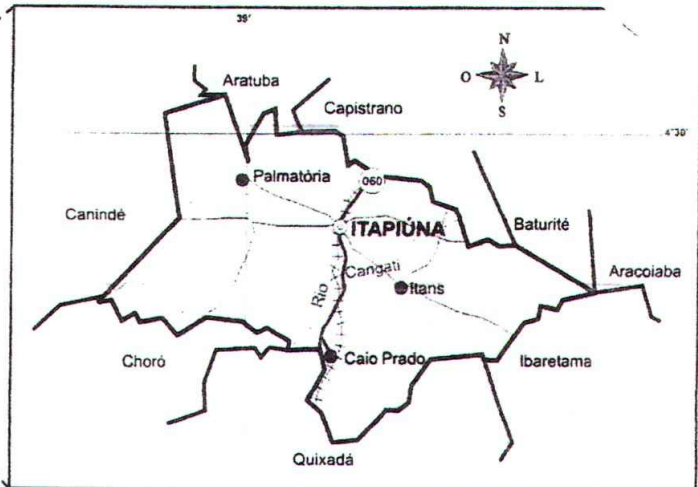 39'
N
O L
S
Aratuba
Capistrano
4°30'
Palmatória
060
Canindé
ITAPIÚNA
Baturité
Cangati
Aracoiaba
Itans
Rio
Choró
Caio Prado
Ibaretama
Quixadá